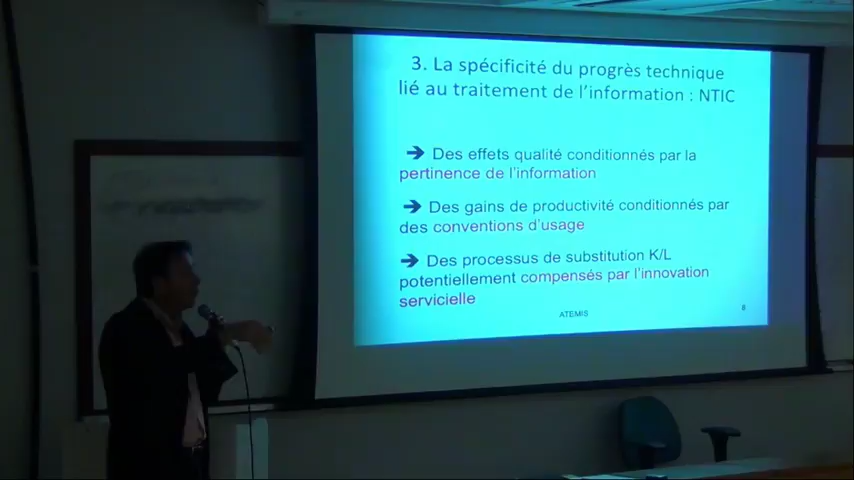 3. La spécificité du progrès technique
lié au traitement de l'information : NTIC
➔ Des effets qualité conditionnés par la
pertinence de l'information
➔ Des gains de productivité conditionnés par
des conventions d'usage
➔ Des processus de substitution K/L
potentiellement compensés par l'innovation
servicielle
ATEMIS